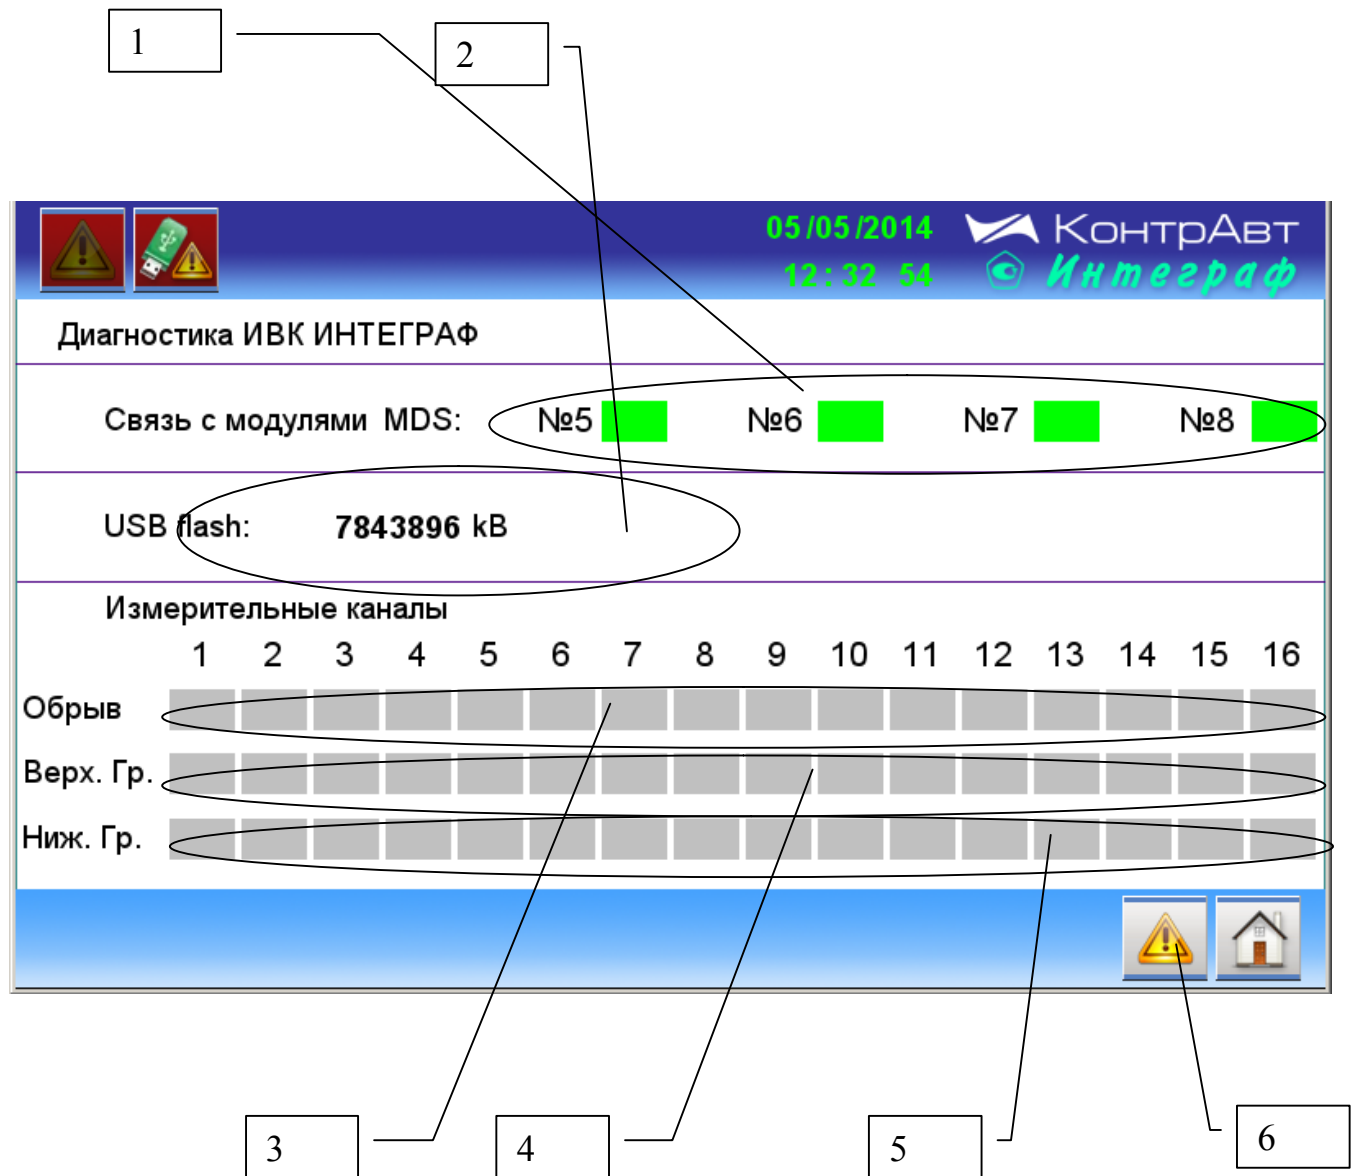 1
2
05/05/2014
12:32 54
КонтрАвт
Интеграф
Диагностика ИВК ИНТЕГРАФ
Связь с модулями MDS: №5 №6 №7 №8
USB flash: 7843896 kB
Измерительные каналы
1 2 3 4 5 6 7 8 9 10 11 12 13 14 15 16
Обрыв
Верх. Гр.
Ниж. Гр.
3
4
5
6